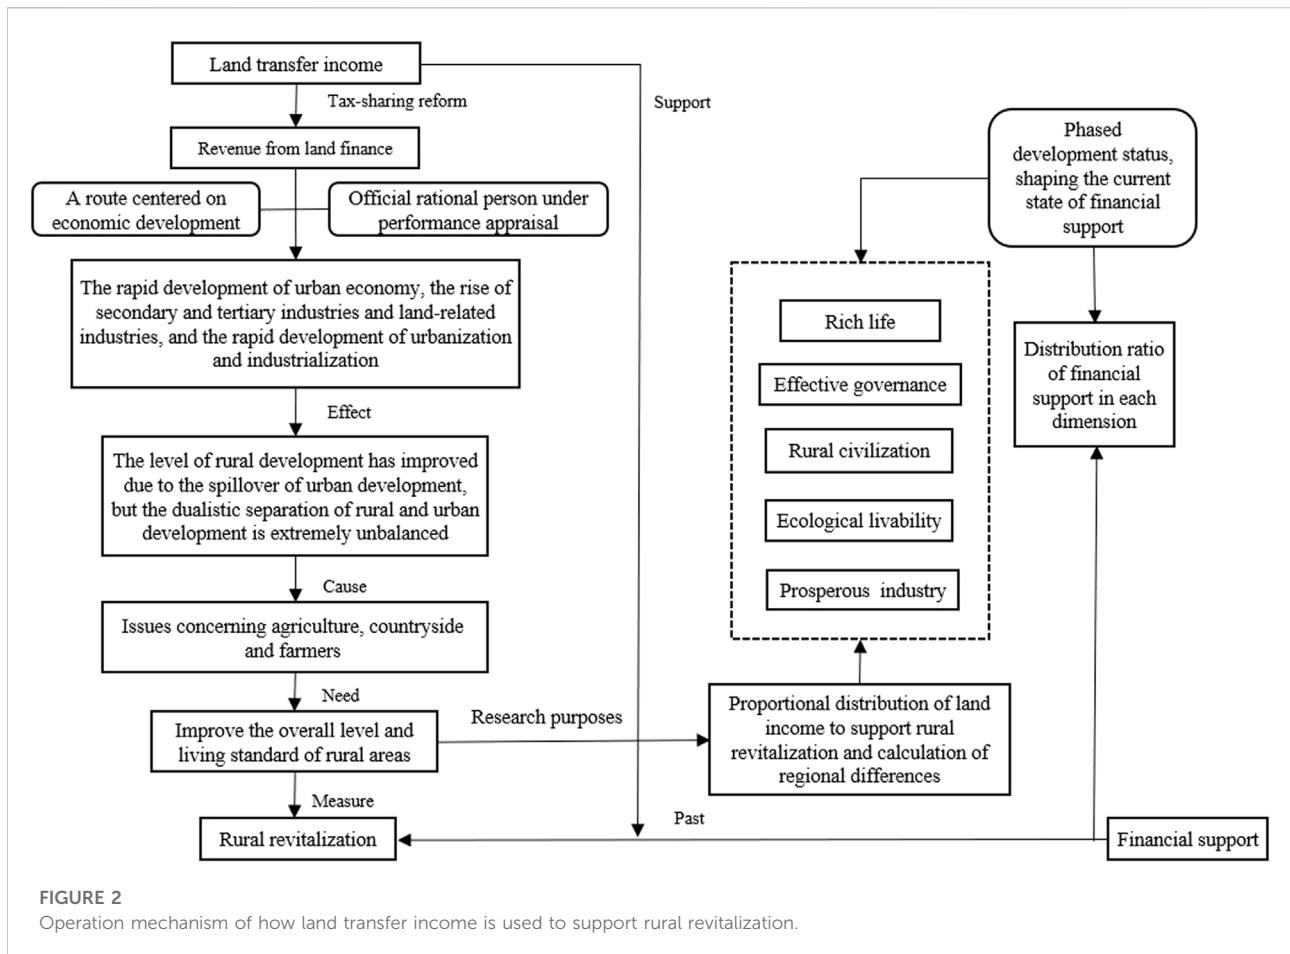 Land transfer income
Tax-sharing reform
Support
Revenue from land finance
A route centered on
economic development
Official rational person under
performance appraisal
The rapid development of urban economy, the rise of
secondary and tertiary industries and land-related
industries, and the rapid development of urbanization
and industrialization
Effect
The level of rural development has improved
due to the spillover of urban development,
but the dualistic separation of rural and urban
development is extremely unbalanced
Cause
Issues concerning agriculture, countryside
and farmers
Need
Improve the overall level and
living standard of rural areas
Research purposes
Measure
Rural revitalization
Past
Phased
development status,
shaping the current
state of financial
support
Rich life
Effective governance
Rural civilization
Ecological livability
Prosperous industry
Distribution ratio
of financial
support in each
dimension
Proportional distribution of land
income to support rural
revitalization and calculation of
regional differences
Financial support
FIGURE 2
Operation mechanism of how land transfer income is used to support rural revitalization.